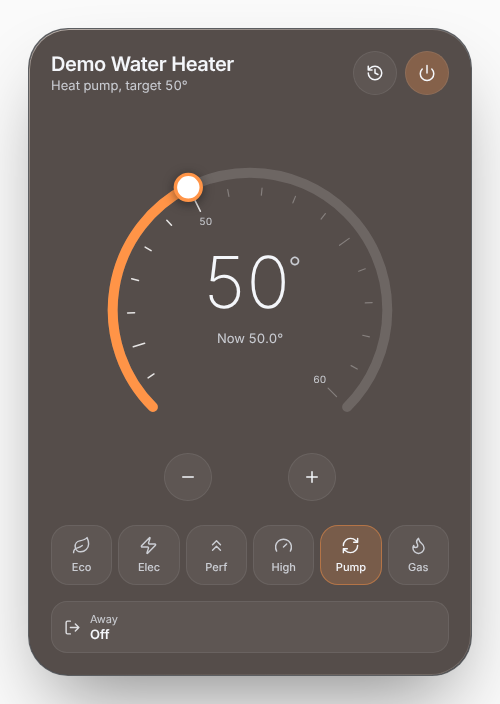 Demo Water Heater
Heat pump, target 50°
50
50°
Now 50.0°
60
Eco
Elec
Perf
High
Pump
Gas
Away
Off